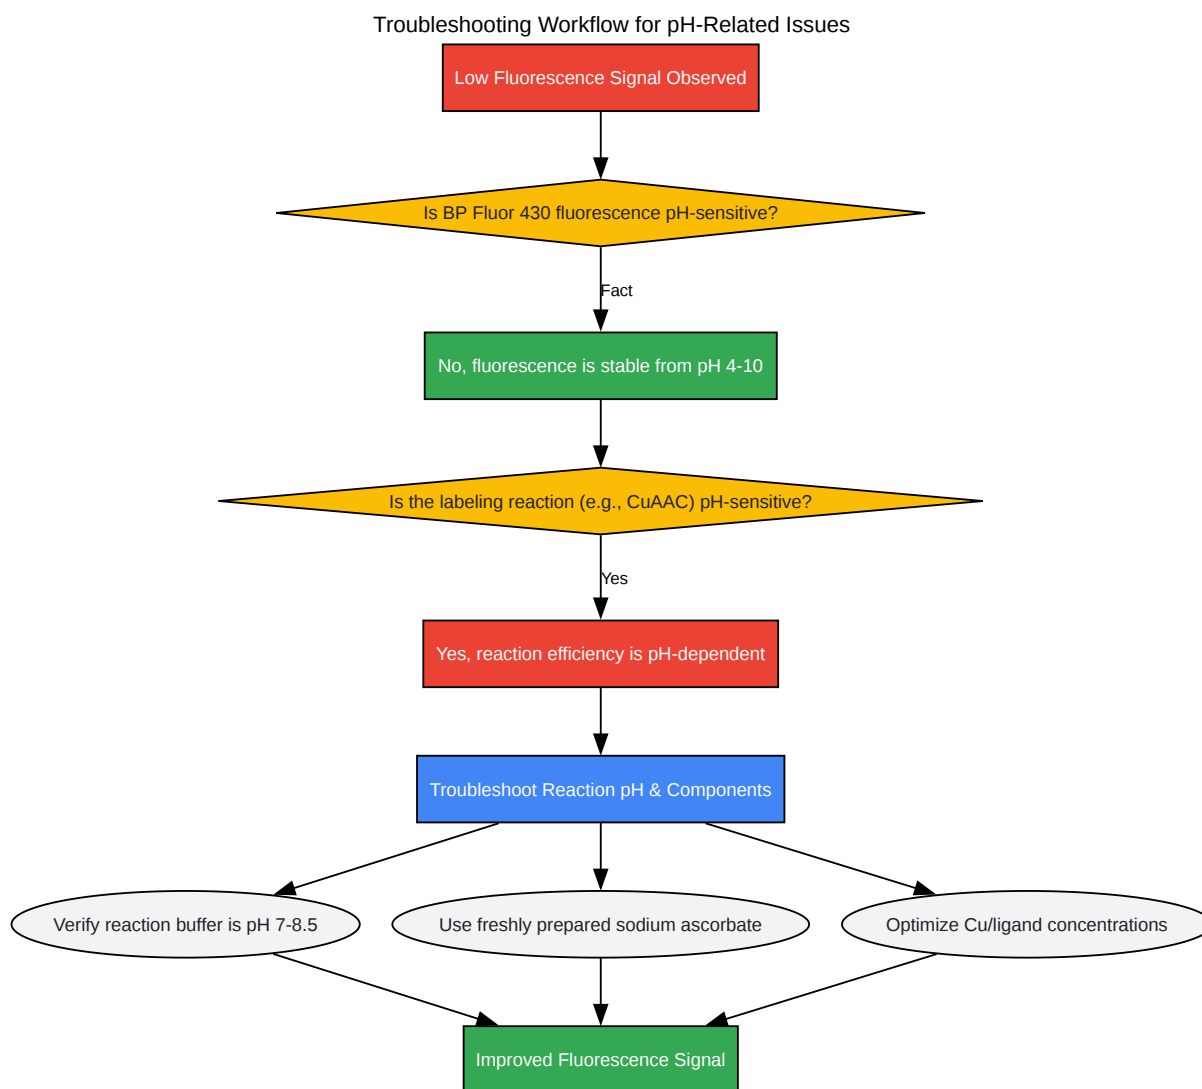 Troubleshooting Workflow for pH-Related Issues
Low Fluorescence Signal Observed
Is BP Fluor 430 fluorescence pH-sensitive?
Fact
No, fluorescence is stable from pH 4-10
Is the labeling reaction (e.g., CuAAC) pH-sensitive?
Yes
Yes, reaction efficiency is pH-dependent
Troubleshoot Reaction pH & Components
Verify reaction buffer is pH 7-8.5
Use freshly prepared sodium ascorbate
Optimize Cu/ligand concentrations
Improved Fluorescence Signal